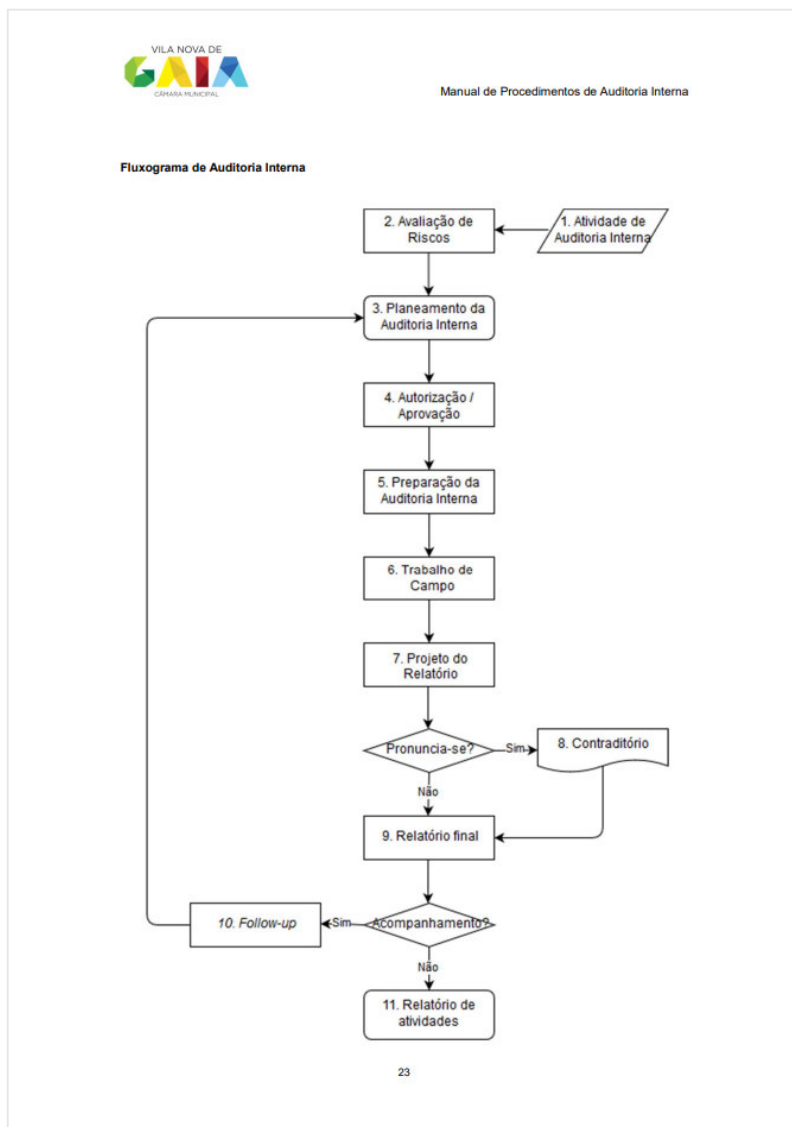 VILA NOVA DE
GAIA
CÂMARA MUNICIPAL
Manual de Procedimentos de Auditoria Interna
Fluxograma de Auditoria Interna
1. Atividade de
Auditoria Interna
2. Avaliação de
Riscos
3. Planeamento da
Auditoria Interna
4. Autorização /
Aprovação
5. Preparação da
Auditoria Interna
6. Trabalho de
Campo
7. Projeto do
Relatório
Pronuncia-se?
Sim
8. Contraditório
Não
9. Relatório final
Acompanhamento?
Sim
10. Follow-up
Não
11. Relatório de
atividades
23